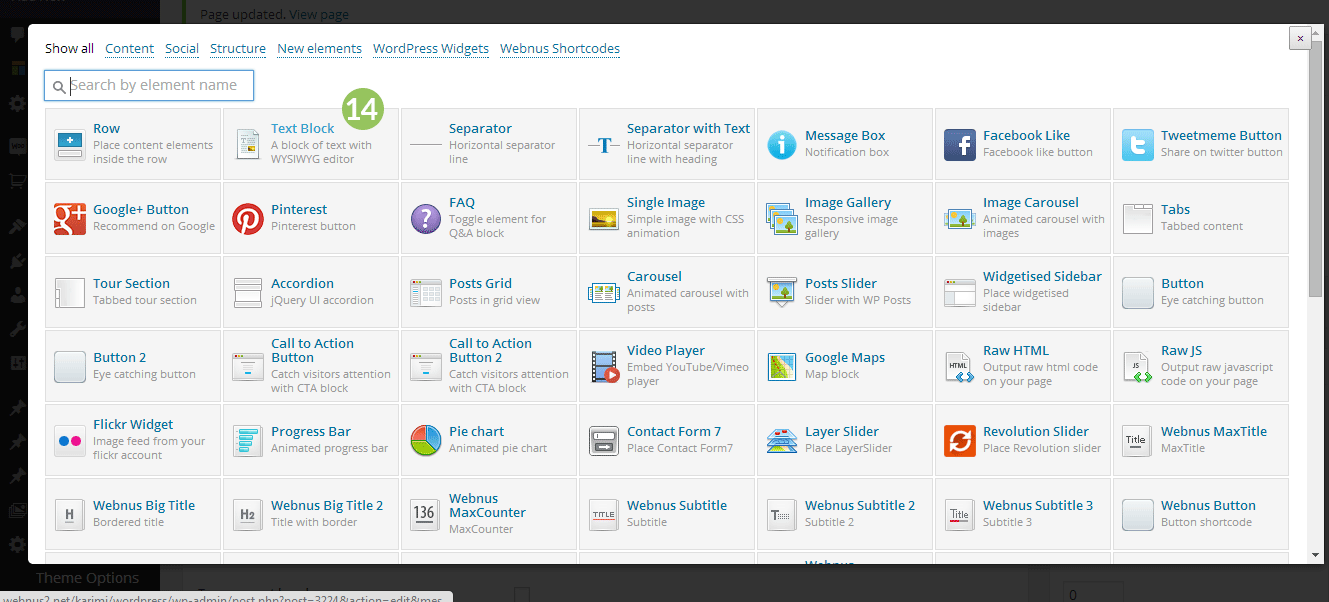 Page updated. View page
Show all Content Social Structure New elements WordPress Widgets Webnus Shortcodes
×
Search by element name
14
Row
Place content elements
inside the row
Text Block
A block of text with
WYSIWYG editor
Separator
Horizontal separator
line
Separator with Text
Horizontal separator
line with heading
Message Box
Notification box
Facebook Like
Facebook like button
Tweetmeme Button
Share on twitter button
Google+ Button
Recommend on Google
Pinterest
Pinterest button
FAQ
Toggle element for
Q&A block
Single Image
Simple image with CSS
animation
Image Gallery
Responsive image
gallery
Image Carousel
Animated carousel with
images
Tabs
Tabbed content
Tour Section
Tabbed tour section
Accordion
jQuery UI accordion
Posts Grid
Posts in grid view
Carousel
Animated carousel with
posts
Posts Slider
Slider with WP Posts
Widgetised Sidebar
Place widgetised
sidebar
Button
Eye catching button
Button 2
Eye catching button
Call to Action
Button
Catch visitors attention
with CTA block
Call to Action
Button 2
Catch visitors attention
with CTA block
Video Player
Embed YouTube/Vimeo
player
Google Maps
Map block
HTML
Raw HTML
Output raw html code
on your page
JS
Raw JS
Output raw javascript
code on your page
Flickr Widget
Image feed from your
flickr account
Progress Bar
Animated progress bar
Pie chart
Animated pie chart
Contact Form 7
Place Contact Form7
Layer Slider
Place LayerSlider
Revolution Slider
Place Revolution slider
Title
Webnus MaxTitle
MaxTitle
H
Webnus Big Title
Bordered title
H2
Webnus Big Title 2
Title with border
136
Webnus
MaxCounter
MaxCounter
TITLE
Webnus Subtitle
Subtitle
Webnus Subtitle 2
Subtitle 2
Title
Webnus Subtitle 3
Subtitle 3
Webnus Button
Button shortcode
Webnus
Theme Options
0
webnus2.net/karimi/wordpress/wp-admin/post.php?post=3224&action=edit&mes